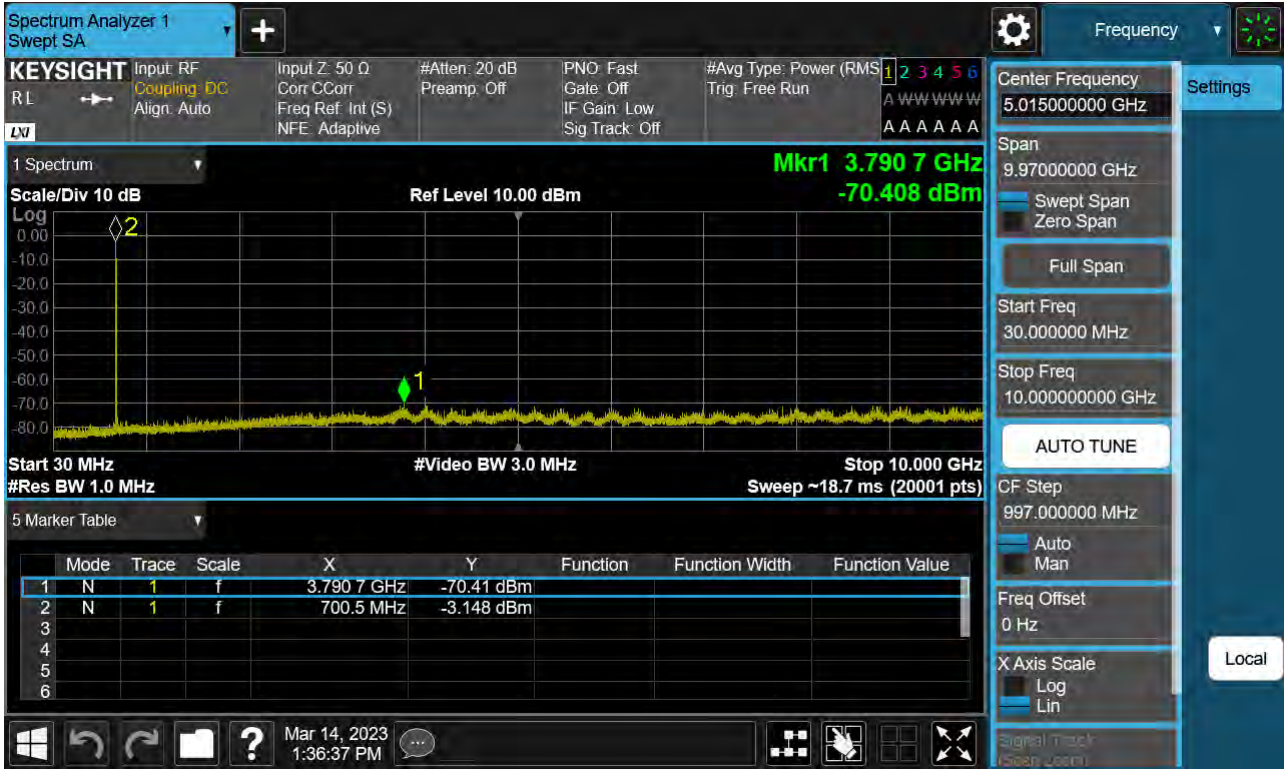 Spectrum Analyzer 1
Swept SA
+
Frequency
KEYSIGHT
RL
LXI
Input: RF
Coupling: DC
Align: Auto
Input Z: 50 Ω
Corr CCorr
Freq Ref: Int (S)
NFE: Adaptive
#Atten: 20 dB
Preamp: Off
PNO: Fast
Gate: Off
IF Gain: Low
Sig Track: Off
#Avg Type: Power (RMS
Trig: Free Run
1 2 3 4 5 6
A W W W W W
A A A A A A
1 Spectrum
Mkr1 3.790 7 GHz
-70.408 dBm
Scale/Div 10 dB
Ref Level 10.00 dBm
Log
0.00
-10.0
-20.0
-30.0
-40.0
-50.0
-60.0
-70.0
-80.0
2
1
Start 30 MHz
#Video BW 3.0 MHz
Stop 10.000 GHz
#Res BW 1.0 MHz
Sweep ~18.7 ms (20001 pts)
5 Marker Table
Mode Trace Scale X Y Function Function Width Function Value
1 N 1 f 3.790 7 GHz -70.41 dBm
2 N 1 f 700.5 MHz -3.148 dBm
3
4
5
6
Center Frequency
5.015000000 GHz
Span
9.97000000 GHz
Swept Span
Zero Span
Full Span
Start Freq
30.000000 MHz
Stop Freq
10.000000000 GHz
AUTO TUNE
CF Step
997.000000 MHz
Auto
Man
Freq Offset
0 Hz
X Axis Scale
Log
Lin
Signal Track
(Span Zoom)
Settings
Local
?
Mar 14, 2023
1:36:37 PM